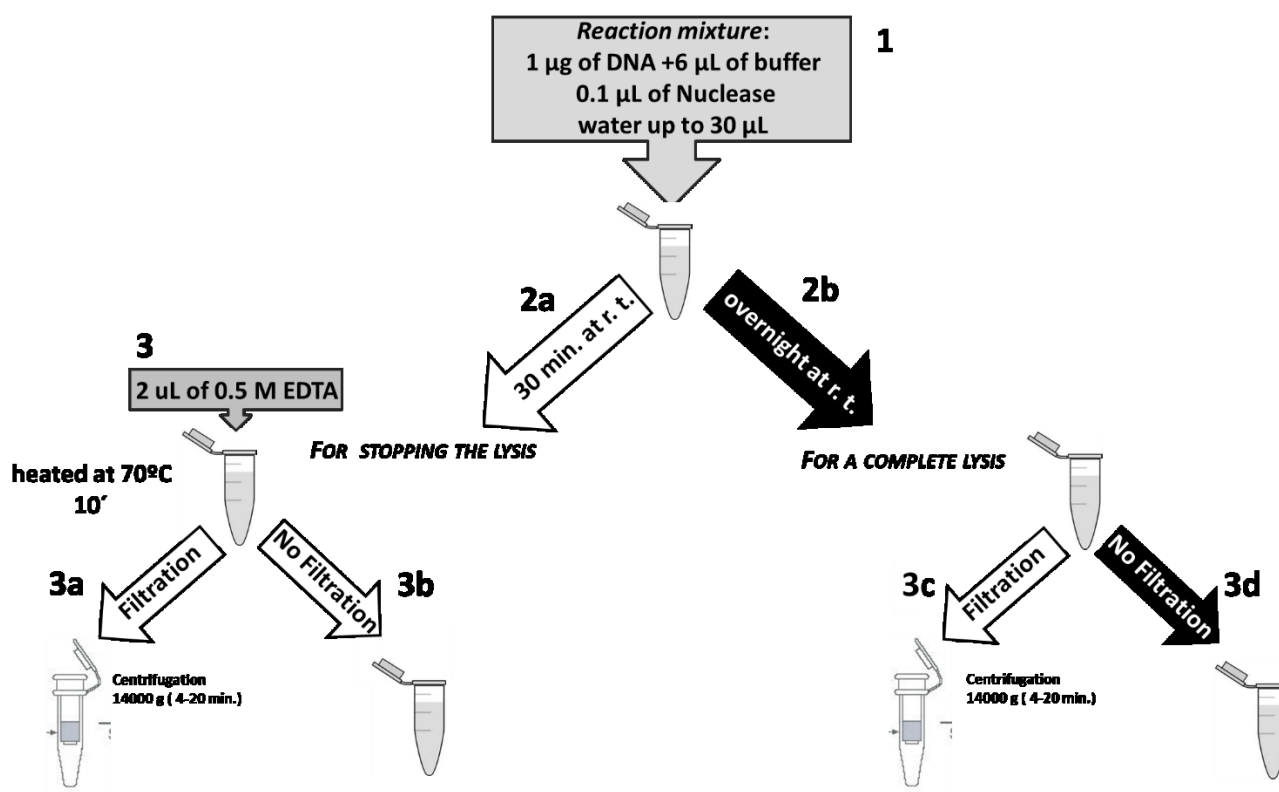 Reaction mixture:
1 µg of DNA +6 µL of buffer
0.1 µL of Nuclease
water up to 30 µL
1
2a
30 min. at r. t.
2b
overnight at r. t.
3
2 uL of 0.5 M EDTA
FOR STOPPING THE LYSIS
FOR A COMPLETE LYSIS
heated at 70ºC
10´
3a
Filtration
No Filtration
3b
3c
Filtration
No Filtration
3d
Centrifugation
14000 g ( 4-20 min.)
Centrifugation
14000 g ( 4-20 min.)